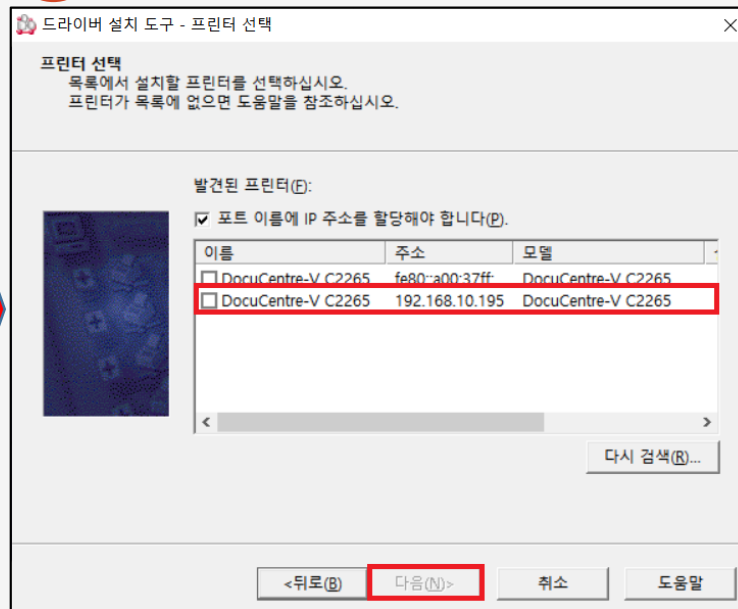 드라이버 설치 도구 - 프린터 선택
프린터 선택
목록에서 설치할 프린터를 선택하십시오.
프린터가 목록에 없으면 도움말을 참조하십시오.
발견된 프린터(F):
포트 이름에 IP 주소를 할당해야 합니다(P).
이름 주소 모델
DocuCentre-V C2265 fe80::a00:37ff: DocuCentre-V C2265
DocuCentre-V C2265 192.168.10.195 DocuCentre-V C2265
다시 검색(R)...
<뒤로(B) 다음(N)> 취소 도움말